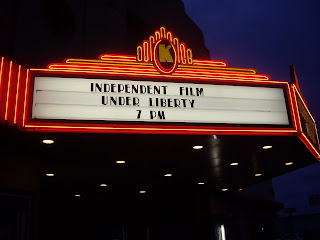 K
INDEPENDENT FILM
UNDER LIBERTY
7 PM